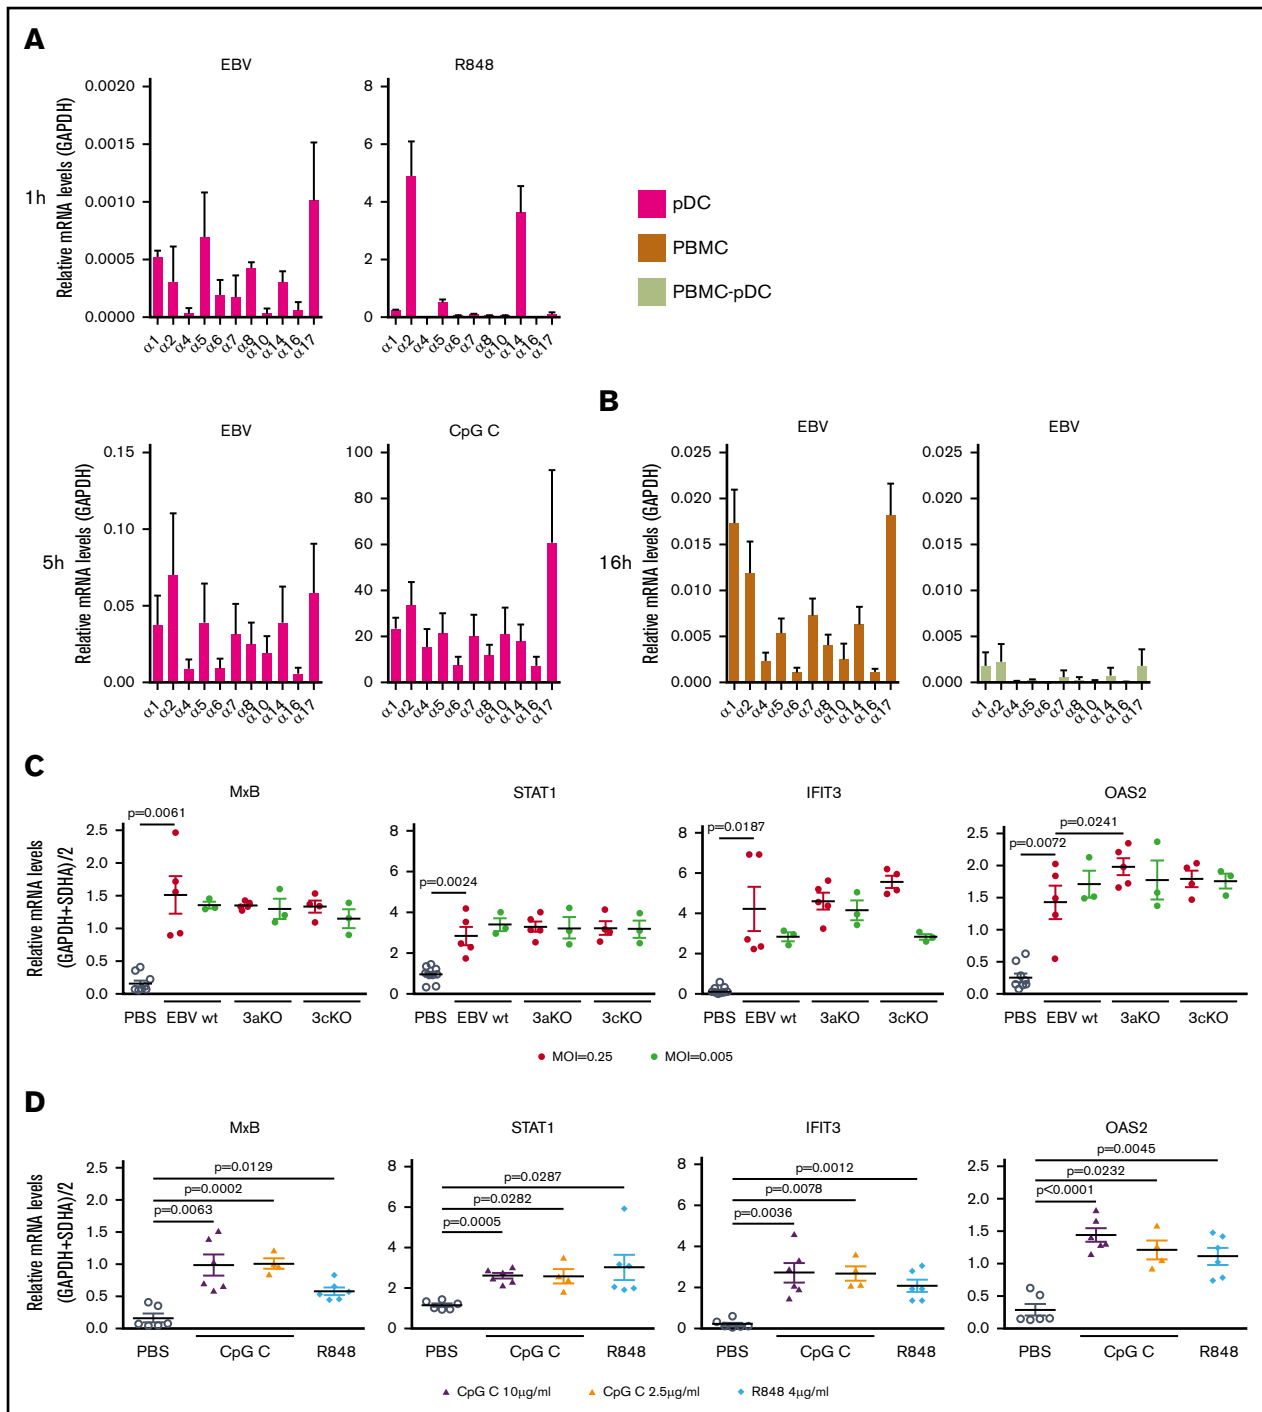 A
EBV
R848
Relative mRNA levels (GAPDH)
1h
0.0020
0.0015
0.0010
0.0005
0.0000
8
6
4
2
0
α1 α2 α4 α5 α6 α7 α8 α10 α14 α16 α17
α1 α2 α4 α5 α6 α7 α8 α10 α14 α16 α17
pDC
PBMC
PBMC-pDC
EBV
CpG C
5h
Relative mRNA levels (GAPDH)
0.15
0.10
0.05
0.00
100
80
60
40
20
0
α1 α2 α4 α5 α6 α7 α8 α10 α14 α16 α17
α1 α2 α4 α5 α6 α7 α8 α10 α14 α16 α17
B
EBV
EBV
16h
Relative mRNA levels (GAPDH)
0.025
0.020
0.015
0.010
0.005
0.000
0.025
0.020
0.015
0.010
0.005
0.000
α1 α2 α4 α5 α6 α7 α8 α10 α14 α16 α17
α1 α2 α4 α5 α6 α7 α8 α10 α14 α16 α17
C
Relative mRNA levels
(GAPDH+SDHA)/2
MxB
p=0.0061
2.5
2.0
1.5
1.0
0.5
0.0
PBS EBV wt 3aKO 3cKO
STAT1
p=0.0024
8
6
4
2
0
PBS EBV wt 3aKO 3cKO
IFIT3
p=0.0187
8
6
4
2
0
PBS EBV wt 3aKO 3cKO
OAS2
p=0.0241
p=0.0072
2.5
2.0
1.5
1.0
0.5
0.0
PBS EBV wt 3aKO 3cKO
MOI=0.25 MOI=0.005
D
Relative mRNA levels
(GAPDH+SDHA)/2
MxB
p=0.0129
p=0.0002
p=0.0063
2.5
2.0
1.5
1.0
0.5
0.0
PBS CpG C R848
STAT1
p=0.0287
p=0.0282
p=0.0005
8
6
4
2
0
PBS CpG C R848
IFIT3
p=0.0012
p=0.0078
p=0.0036
8
6
4
2
0
PBS CpG C R848
OAS2
p=0.0045
p=0.0232
p<0.0001
2.5
2.0
1.5
1.0
0.5
0.0
PBS CpG C R848
CpG C 10µg/ml CpG C 2.5µg/ml R848 4µg/ml